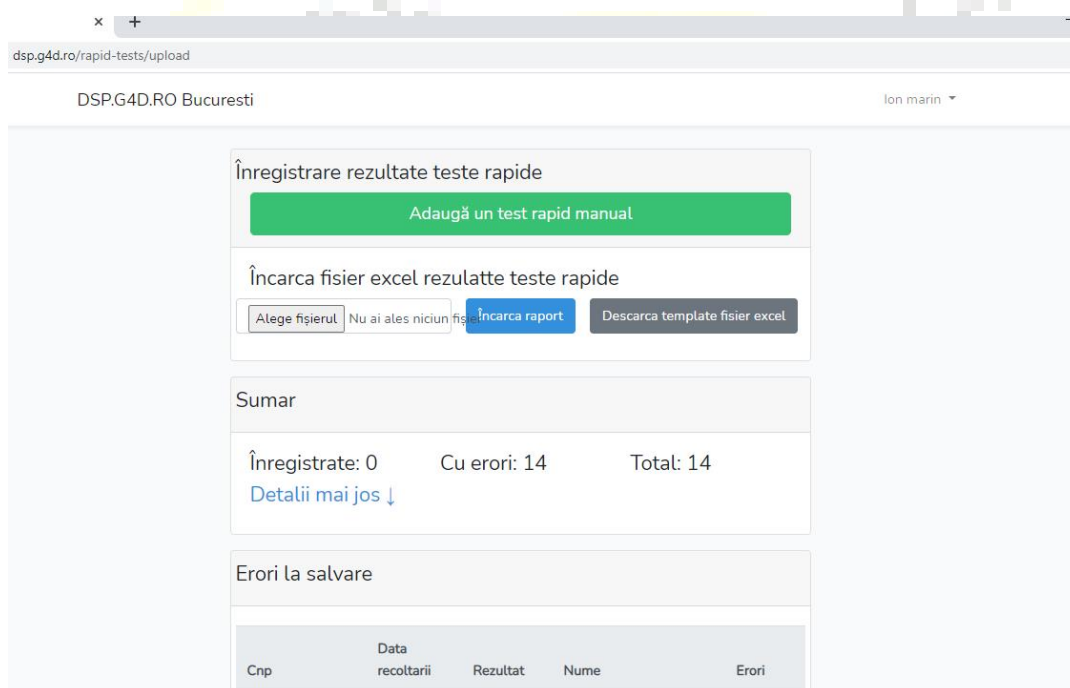 × +
dsp.g4d.ro/rapid-tests/upload
DSP.G4D.RO Bucuresti Ion marin
Înregistrare rezultate teste rapide
Adaugă un test rapid manual
Încarca fisier excel rezulatte teste rapide
Alege fișierul Nu ai ales niciun fișier Încarca raport Descarca template fisier excel
Sumar
Înregistrate: 0 Cu erori: 14 Total: 14
Detalii mai jos ↓
Erori la salvare
Cnp Data recoltarii Rezultat Nume Erori